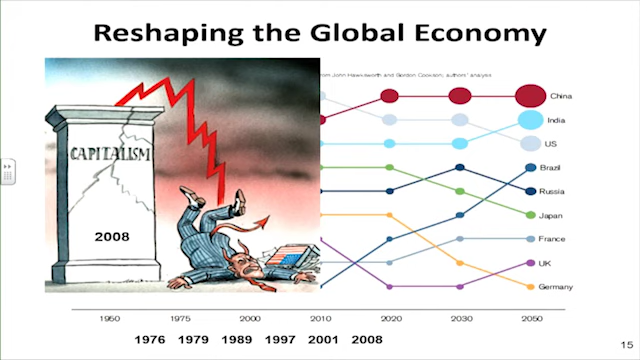 Reshaping the Global Economy
from John Hawksworth and Gordon Cookson; authors' analysis
CAPITALISM
2008
China
India
US
Brazil
Russia
Japan
France
UK
Germany
1950 1975 2000 2010 2020 2030 2050
1976 1979 1989 1997 2001 2008
15